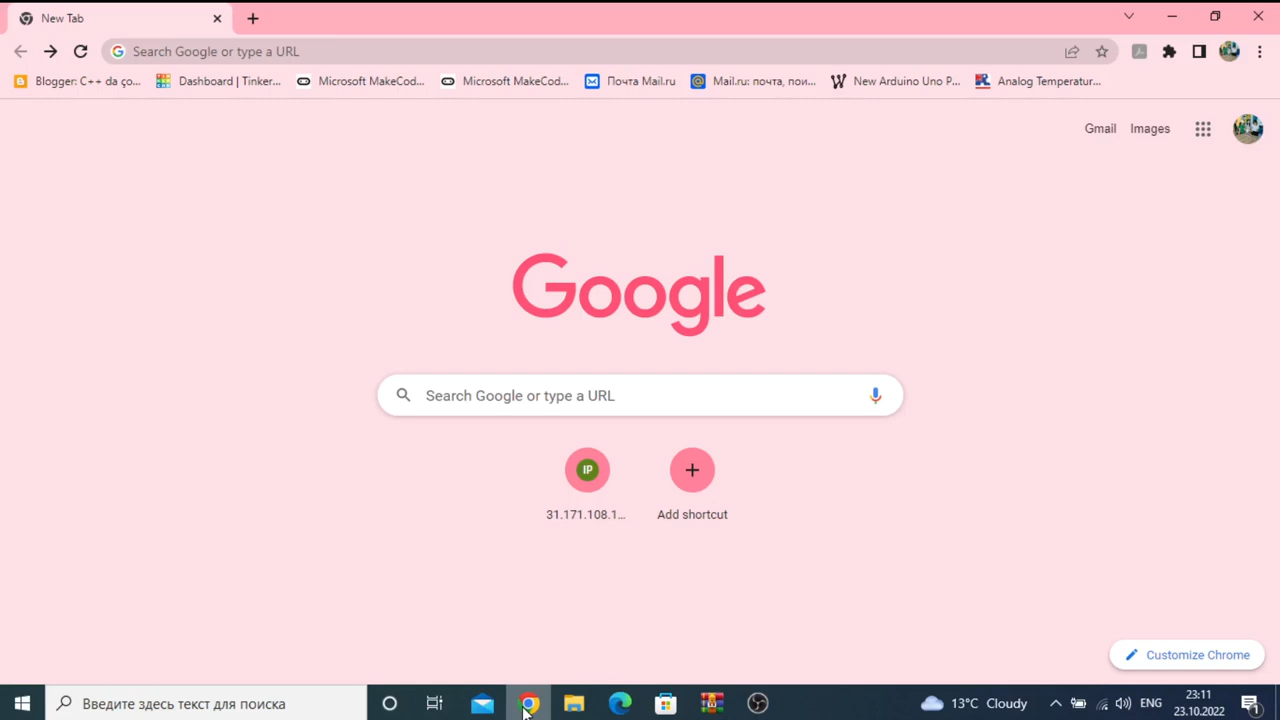 New Tab
Search Google or type a URL
Blogger: C++ da ço...
Dashboard | Tinker...
Microsoft MakeCod...
Microsoft MakeCod...
Почта Mail.ru
Mail.ru: почта, пои...
New Arduino Uno P...
Analog Temperatur...
Gmail
Images
Google
Search Google or type a URL
IP
31.171.108.1...
Add shortcut
Customize Chrome
Введите здесь текст для поиска
13°C Cloudy
ENG
23:11
23.10.2022
1